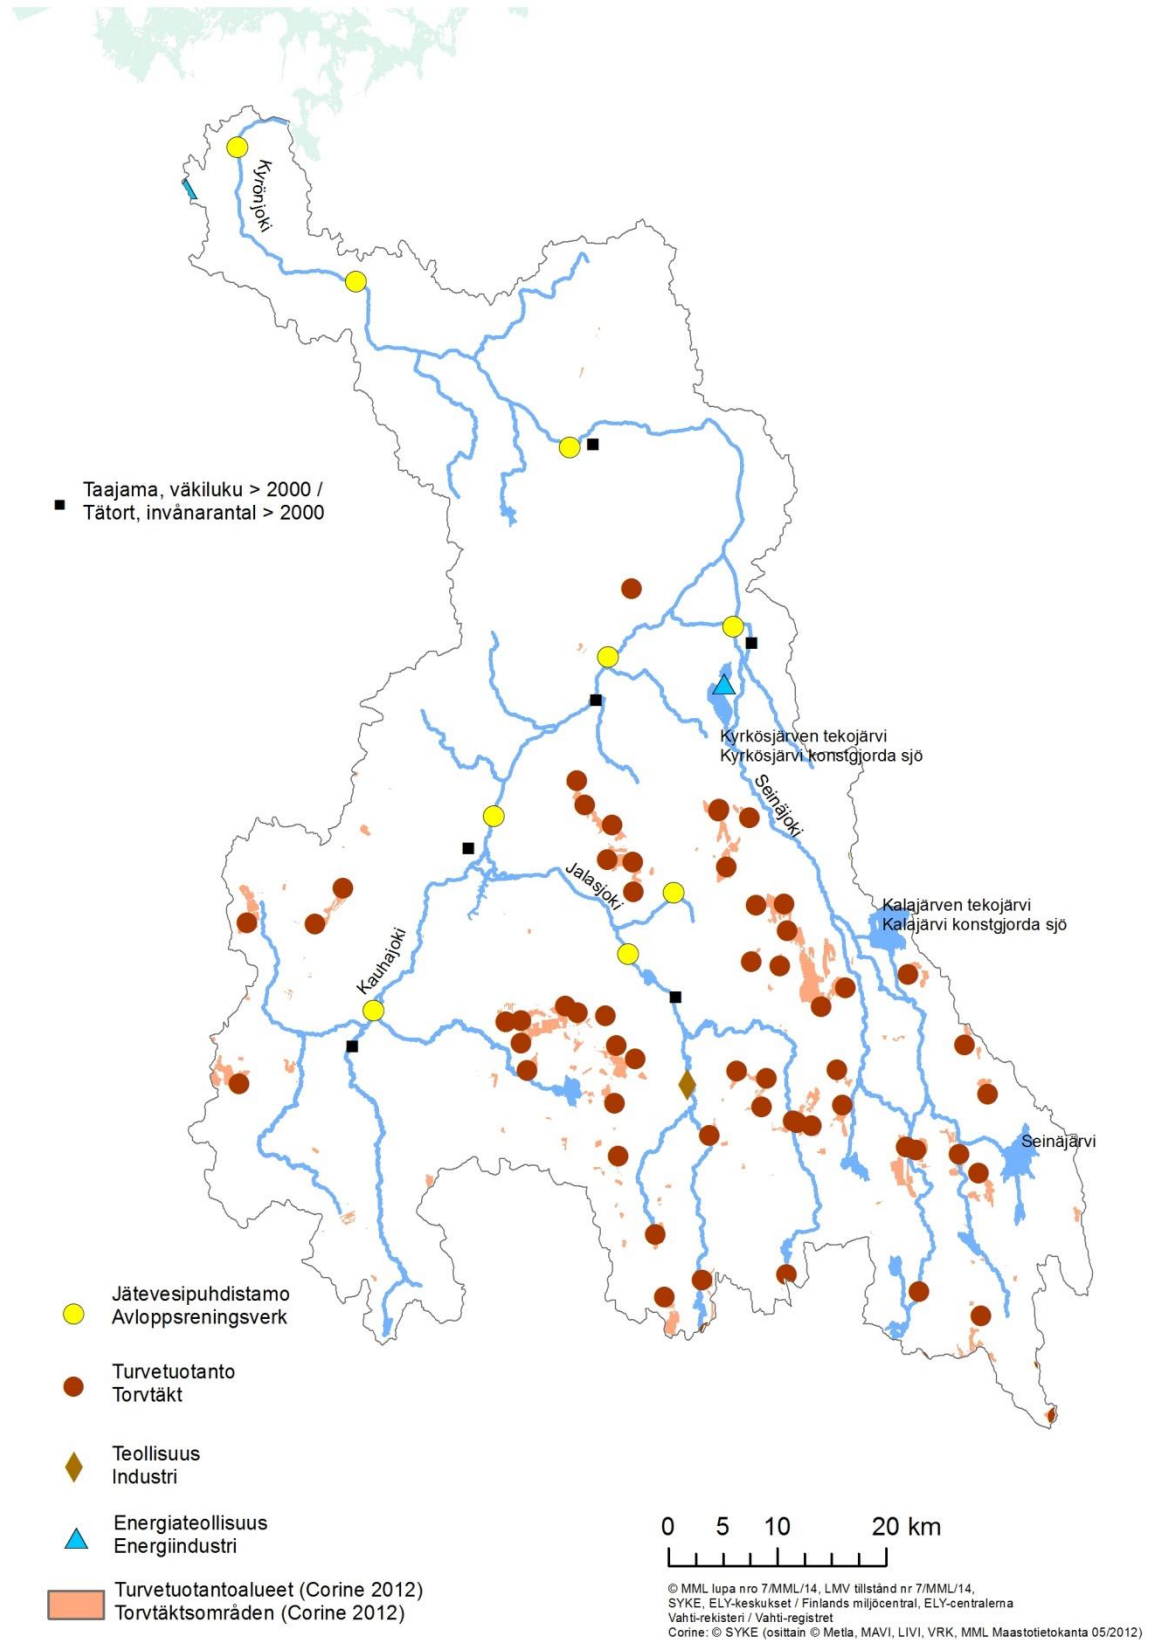 Kyrönjoki
Taajama, väkiluku > 2000 /
Tätort, invånarantal > 2000
Kyrkösjärven tekojärvi
Kyrkösjärvi konstgjorda sjö
Seinäjoki
Jalasjoki
Kalajärven tekojärvi
Kalajärvi konstgjorda sjö
Kauhajoki
Seinäjärvi
Jätevesipuhdistamo
Avloppsreningsverk
Turvetuotanto
Torvtäkt
Teollisuus
Industri
Energiateollisuus
Energiindustri
Turvetuotantoalueet (Corine 2012)
Torvtäktsområden (Corine 2012)
0 5 10 20 km
© MML lupa nro 7/MML/14, LMV tillstånd nr 7/MML/14,
SYKE, ELY-keskukset / Finlands miljöcentral, ELY-centralerna
Vahti-rekisteri / Vahti-registret
Corine: © SYKE (osittain © Metla, MAVI, LIVI, VRK, MML Maastotietokanta 05/2012)